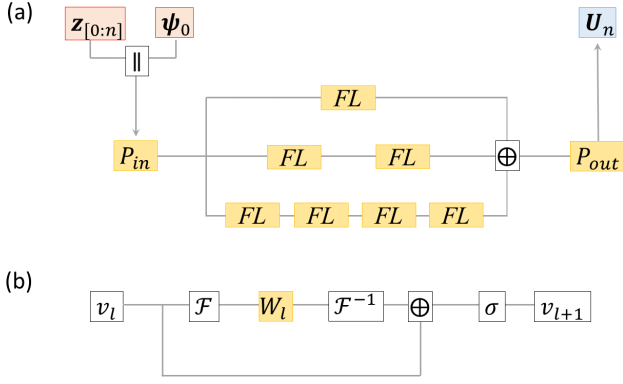 (a)
z[0:n] ψ0 Un
||
FL
Pin FL FL ⊕ Pout
FL FL FL FL
(b)
vl ℱ Wl ℱ−1 ⊕ σ vl+1